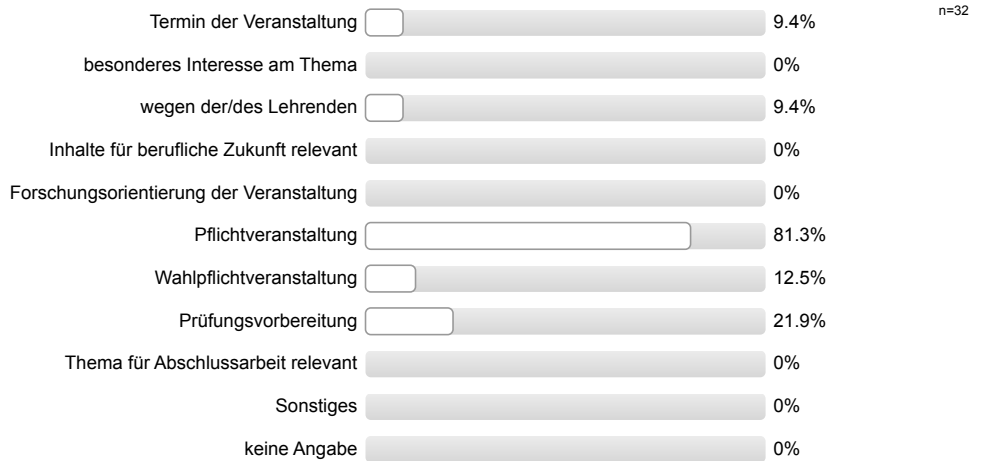 Termin der Veranstaltung 9.4% n=32
besonderes Interesse am Thema 0%
wegen der/des Lehrenden 9.4%
Inhalte für berufliche Zukunft relevant 0%
Forschungsorientierung der Veranstaltung 0%
Pflichtveranstaltung 81.3%
Wahlpflichtveranstaltung 12.5%
Prüfungsvorbereitung 21.9%
Thema für Abschlussarbeit relevant 0%
Sonstiges 0%
keine Angabe 0%